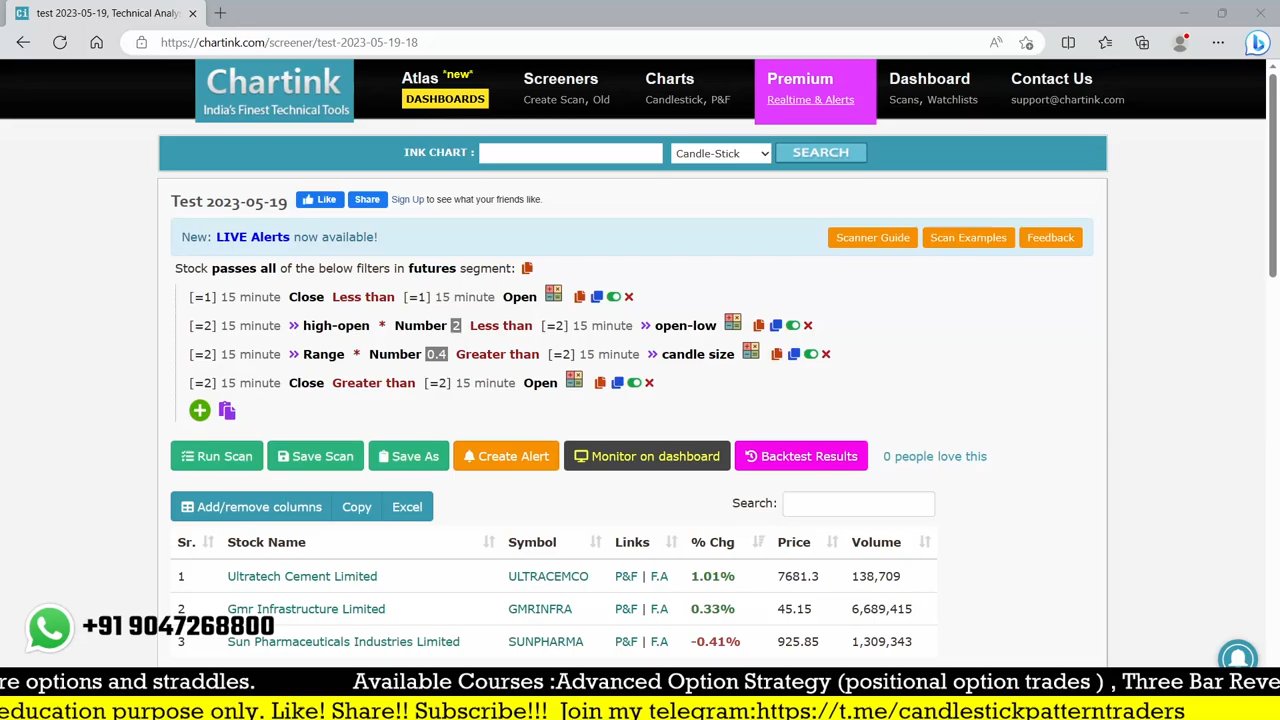 Ci test 2023-05-19, Technical Analy
https://chartink.com/screener/test-2023-05-19-18
Chartink
India's Finest Technical Tools
Atlas *new*
DASHBOARDS
Screeners
Create Scan, Old
Charts
Candlestick, P&F
Premium
Realtime & Alerts
Dashboard
Scans, Watchlists
Contact Us
support@chartink.com
INK CHART : Candle-Stick SEARCH
Test 2023-05-19 Like Share Sign Up to see what your friends like.
New: LIVE Alerts now available! Scanner Guide Scan Examples Feedback
Stock passes all of the below filters in futures segment:
[=1] 15 minute Close Less than [=1] 15 minute Open
[=2] 15 minute » high-open * Number 2 Less than [=2] 15 minute » open-low
[=2] 15 minute » Range * Number 0.4 Greater than [=2] 15 minute » candle size
[=2] 15 minute Close Greater than [=2] 15 minute Open
Run Scan Save Scan Save As Create Alert Monitor on dashboard Backtest Results 0 people love this
Add/remove columns Copy Excel Search:
Sr. Stock Name Symbol Links % Chg Price Volume
1 Ultratech Cement Limited ULTRACEMCO P&F | F.A 1.01% 7681.3 138,709
2 Gmr Infrastructure Limited GMRINFRA P&F | F.A 0.33% 45.15 6,689,415
+91 9047268800
3 Sun Pharmaceuticals Industries Limited SUNPHARMA P&F | F.A -0.41% 925.85 1,309,343
re options and straddles. Available Courses :Advanced Option Strategy (positional option trades ) , Three Bar Reve
education purpose only. Like! Share!! Subscribe!!! Join my telegram:https://t.me/candlestickpatterntraders